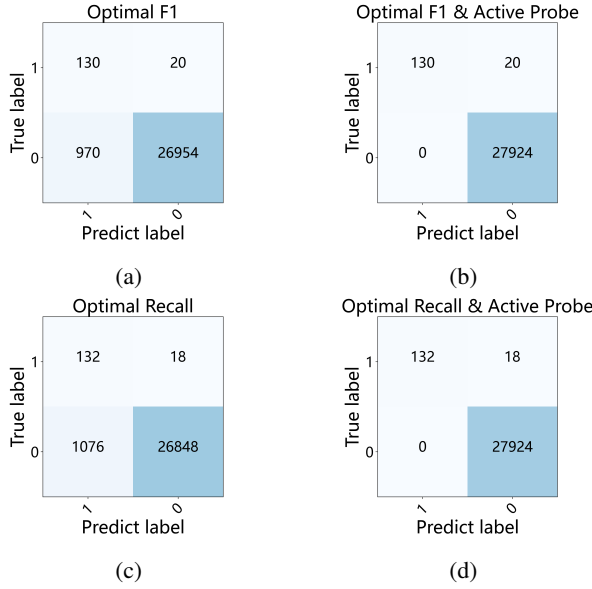 Optimal F1
True label
1
130
20
0
970
26954
1
0
Predict label
(a)
Optimal F1 & Active Probe
True label
1
130
20
0
0
27924
1
0
Predict label
(b)
Optimal Recall
True label
1
132
18
0
1076
26848
1
0
Predict label
(c)
Optimal Recall & Active Probe
True label
1
132
18
0
0
27924
1
0
Predict label
(d)